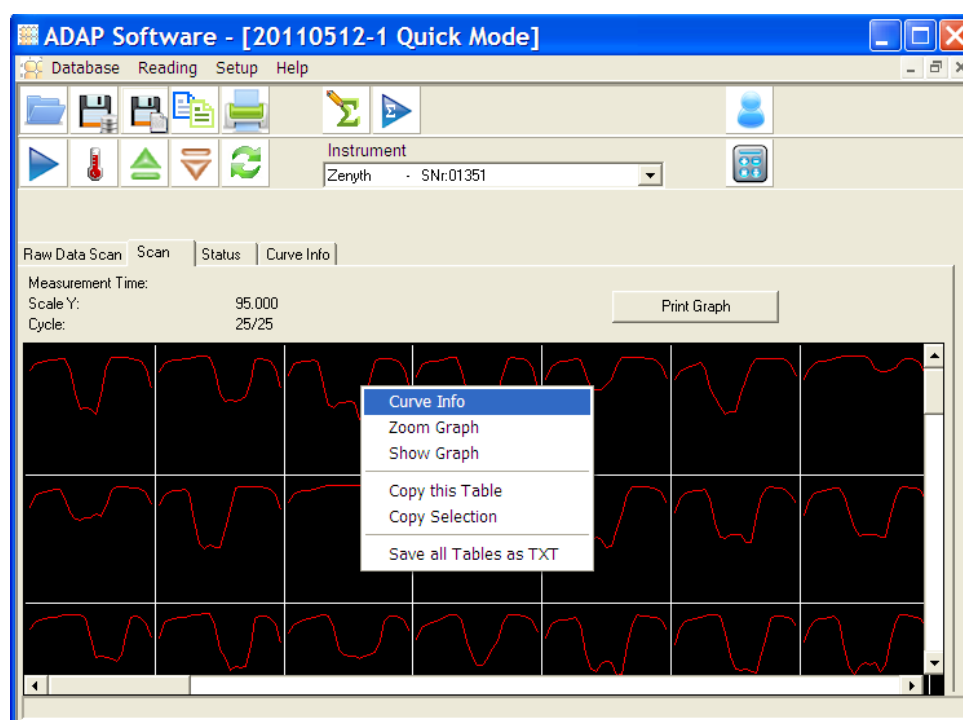 ADAP Software - [20110512-1 Quick Mode]
Database Reading Setup Help
Σ Σ
Instrument
Zenyth - SNr:01351
Raw Data Scan Scan Status Curve Info
Measurement Time:
Scale Y: 95.000
Cycle: 25/25
Print Graph
Curve Info
Zoom Graph
Show Graph
Copy this Table
Copy Selection
Save all Tables as TXT